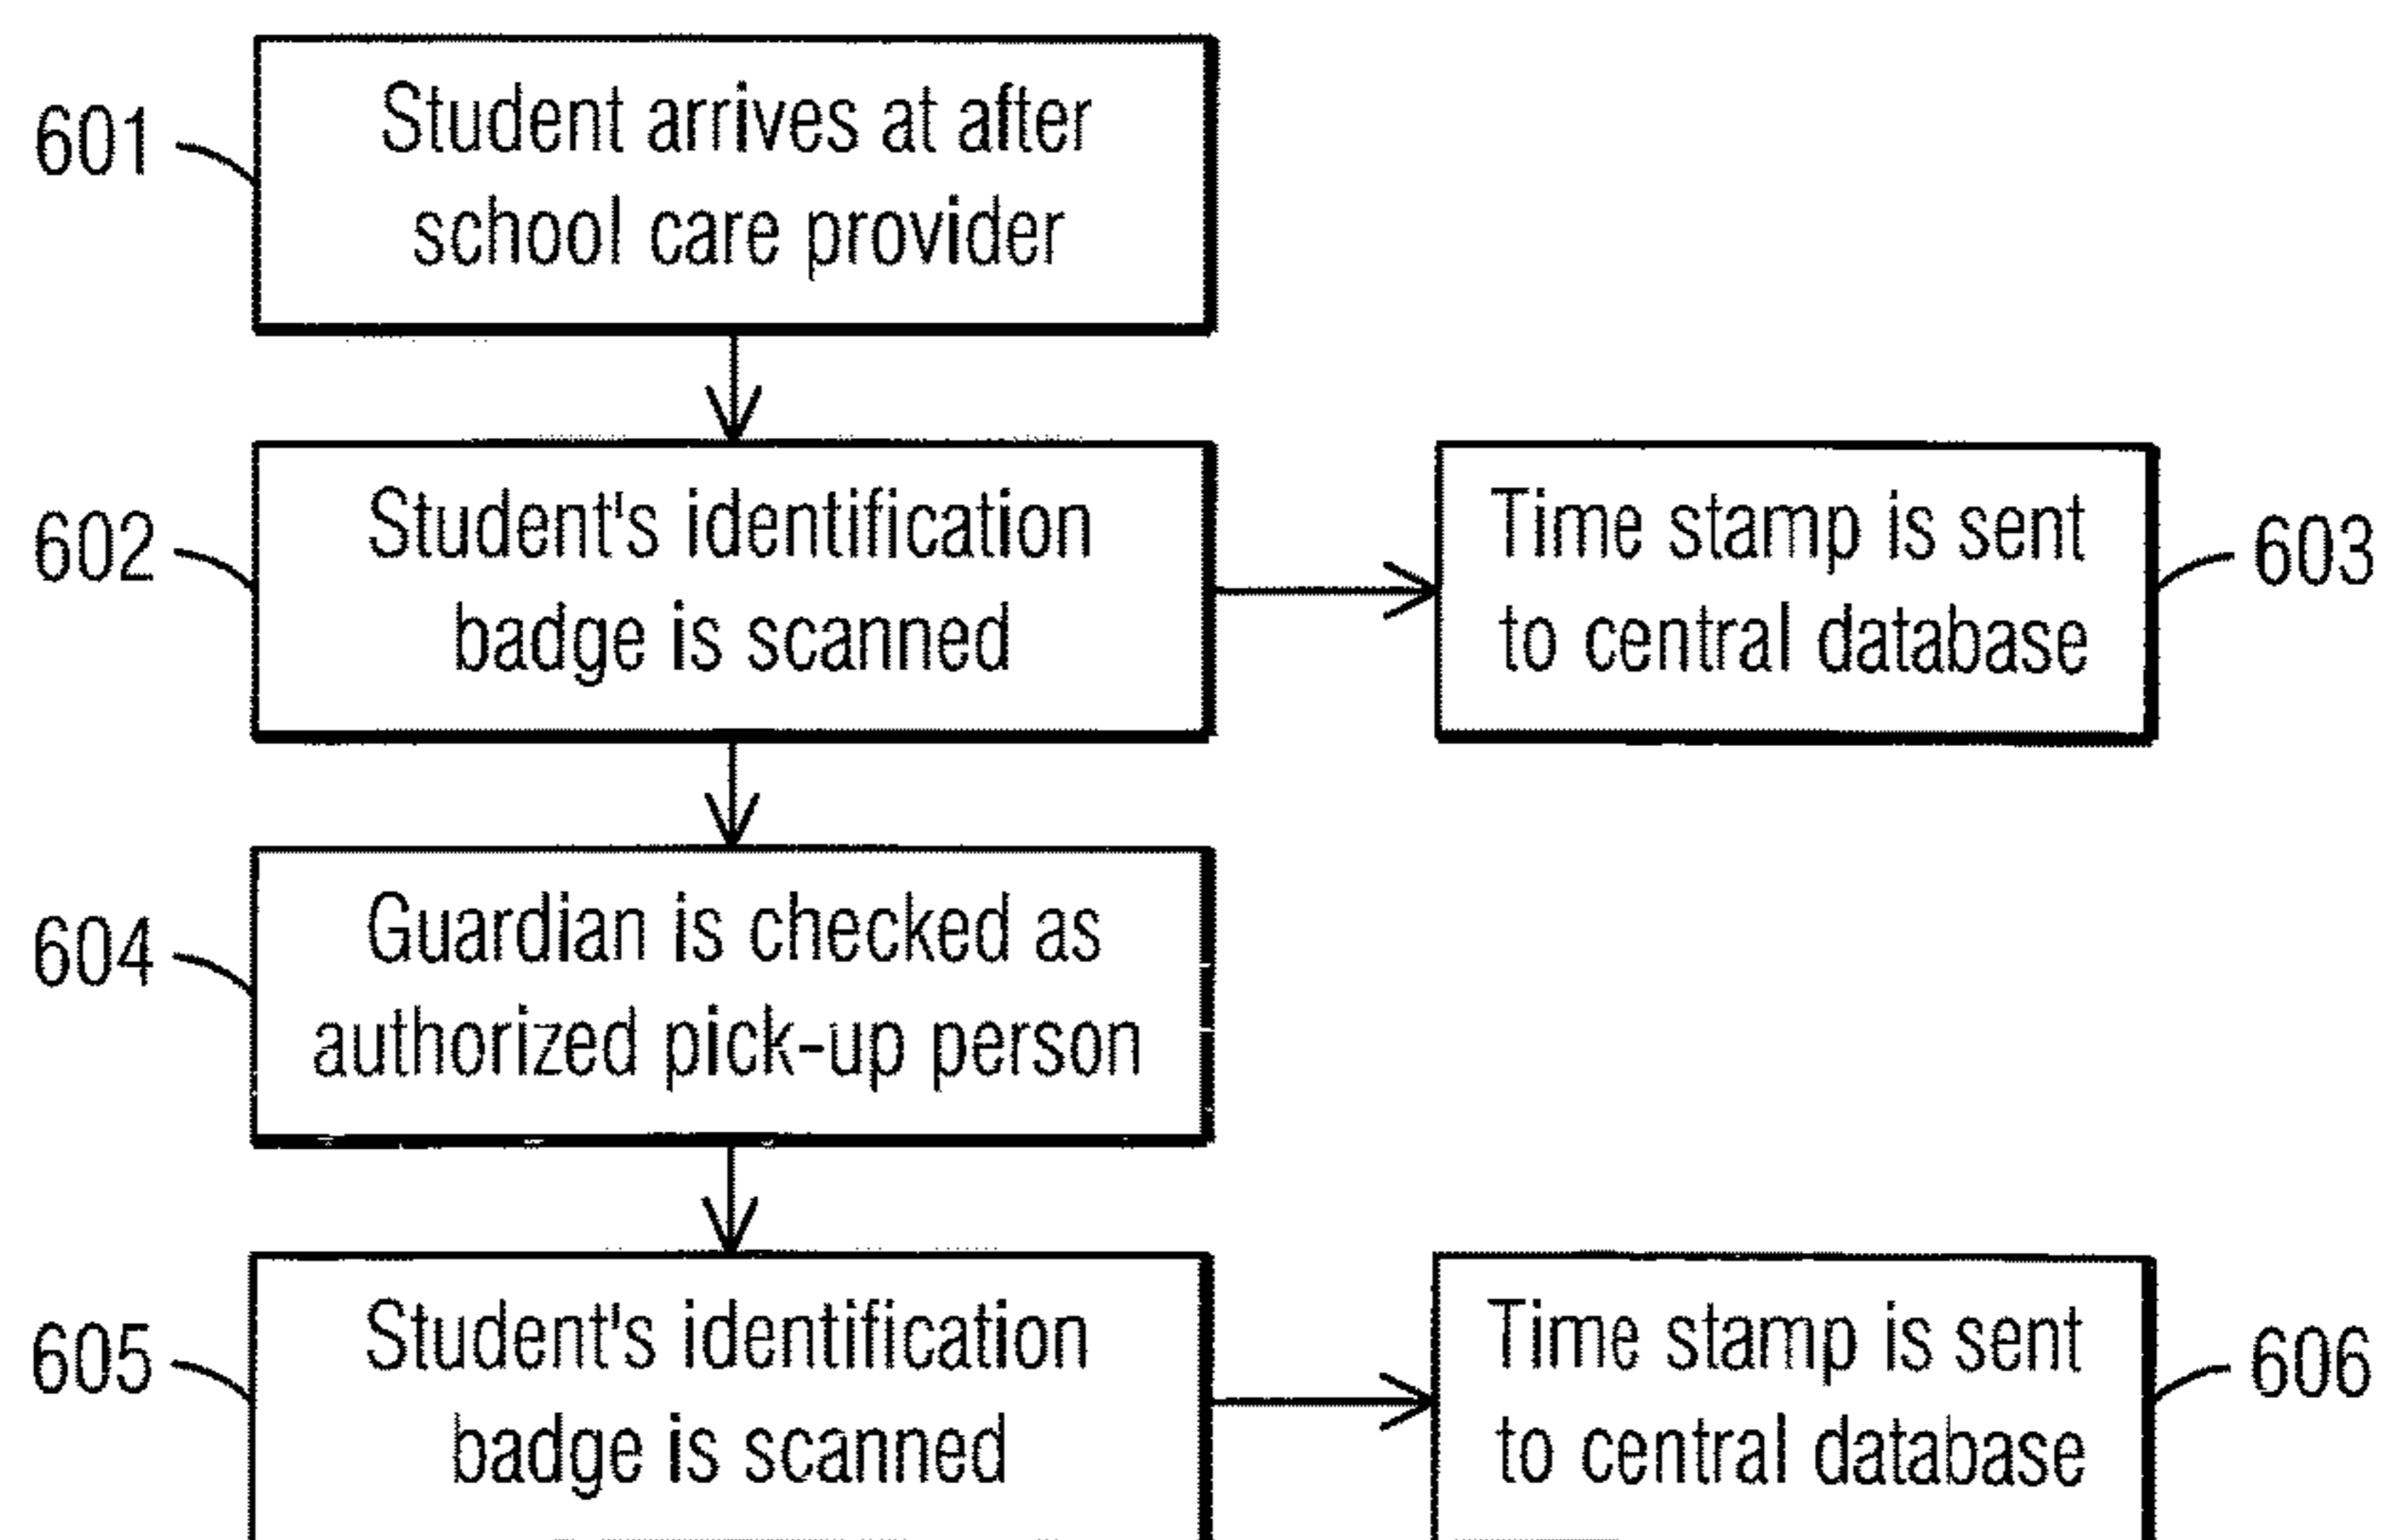 601
Student arrives at after
school care provider
602
Student's identification
badge is scanned
Time stamp is sent
to central database
603
604
Guardian is checked as
authorized pick-up person
605
Student's identification
badge is scanned
Time stamp is sent
to central database
606